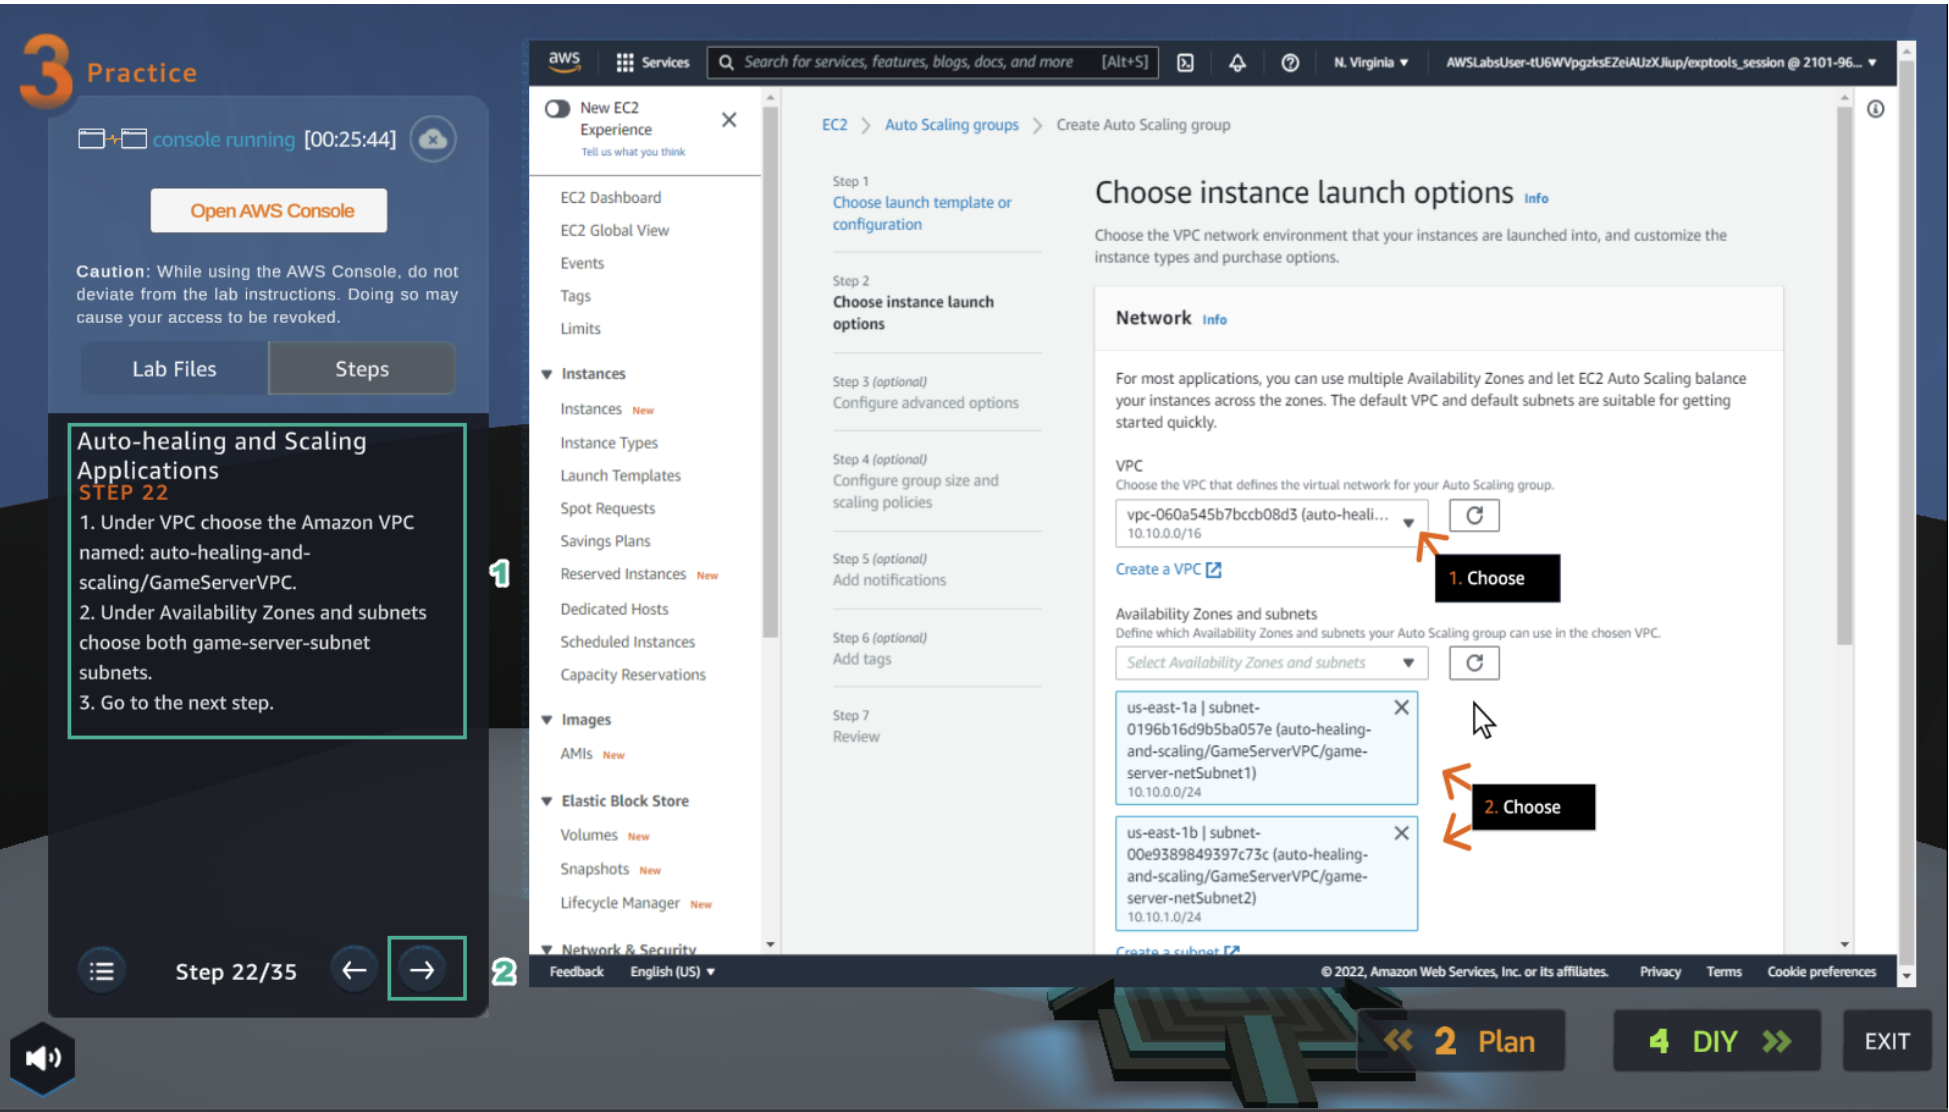 3 Practice
console running [00:25:44]
Open AWS Console
Caution: While using the AWS Console, do not
deviate from the lab instructions. Doing so may
cause your access to be revoked.
Lab Files
Steps
Auto-healing and Scaling
Applications
STEP 22
1. Under VPC choose the Amazon VPC
named: auto-healing-and-
scaling/GameServerVPC.
2. Under Availability Zones and subnets
choose both game-server-subnet
subnets.
3. Go to the next step.
1
Step 22/35
2
aws
Services
Search for services, features, blogs, docs, and more
[Alt+S]
N. Virginia
AWSLabsUser-tU6WVpgzksEZeiAUzXJiup/exptools_session @ 2101-96...
New EC2
Experience
Tell us what you think
EC2 Dashboard
EC2 Global View
Events
Tags
Limits
Instances
Instances New
Instance Types
Launch Templates
Spot Requests
Savings Plans
Reserved Instances New
Dedicated Hosts
Scheduled Instances
Capacity Reservations
Images
AMIs New
Elastic Block Store
Volumes New
Snapshots New
Lifecycle Manager New
Network & Security
EC2 > Auto Scaling groups > Create Auto Scaling group
Step 1
Choose launch template or
configuration
Step 2
Choose instance launch
options
Step 3 (optional)
Configure advanced options
Step 4 (optional)
Configure group size and
scaling policies
Step 5 (optional)
Add notifications
Step 6 (optional)
Add tags
Step 7
Review
Choose instance launch options Info
Choose the VPC network environment that your instances are launched into, and customize the
instance types and purchase options.
Network Info
For most applications, you can use multiple Availability Zones and let EC2 Auto Scaling balance
your instances across the zones. The default VPC and default subnets are suitable for getting
started quickly.
VPC
Choose the VPC that defines the virtual network for your Auto Scaling group.
vpc-060a545b7bccb08d3 (auto-heali...
10.10.0.0/16
1. Choose
Create a VPC
Availability Zones and subnets
Define which Availability Zones and subnets your Auto Scaling group can use in the chosen VPC.
Select Availability Zones and subnets
us-east-1a | subnet-
0196b16d9b5ba057e (auto-healing-
and-scaling/GameServerVPC/game-
server-netSubnet1)
10.10.0.0/24
2. Choose
us-east-1b | subnet-
00e9389849397c73c (auto-healing-
and-scaling/GameServerVPC/game-
server-netSubnet2)
10.10.1.0/24
Create a subnet
Feedback
English (US)
© 2022, Amazon Web Services, Inc. or its affiliates.
Privacy
Terms
Cookie preferences
2 Plan
4 DIY
EXIT